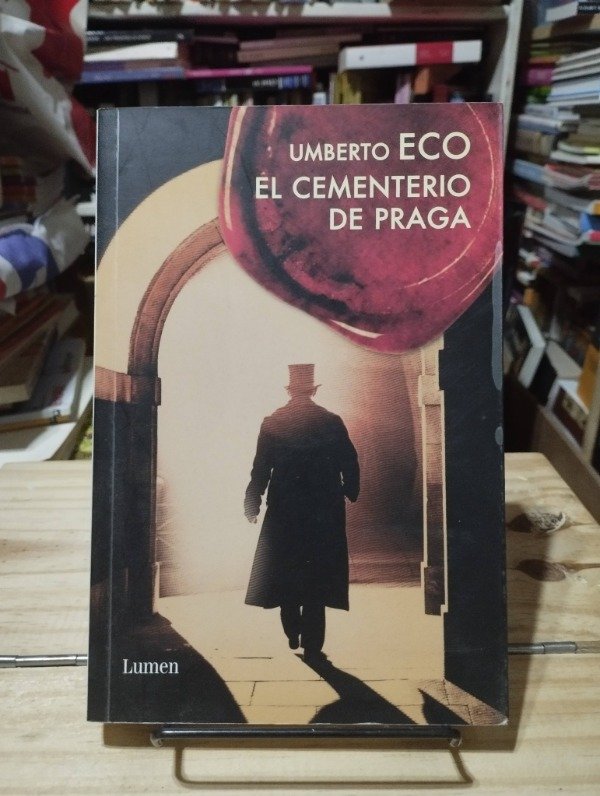 UMBERTO ECO
EL CEMENTERIO
DE PRAGA
Lumen